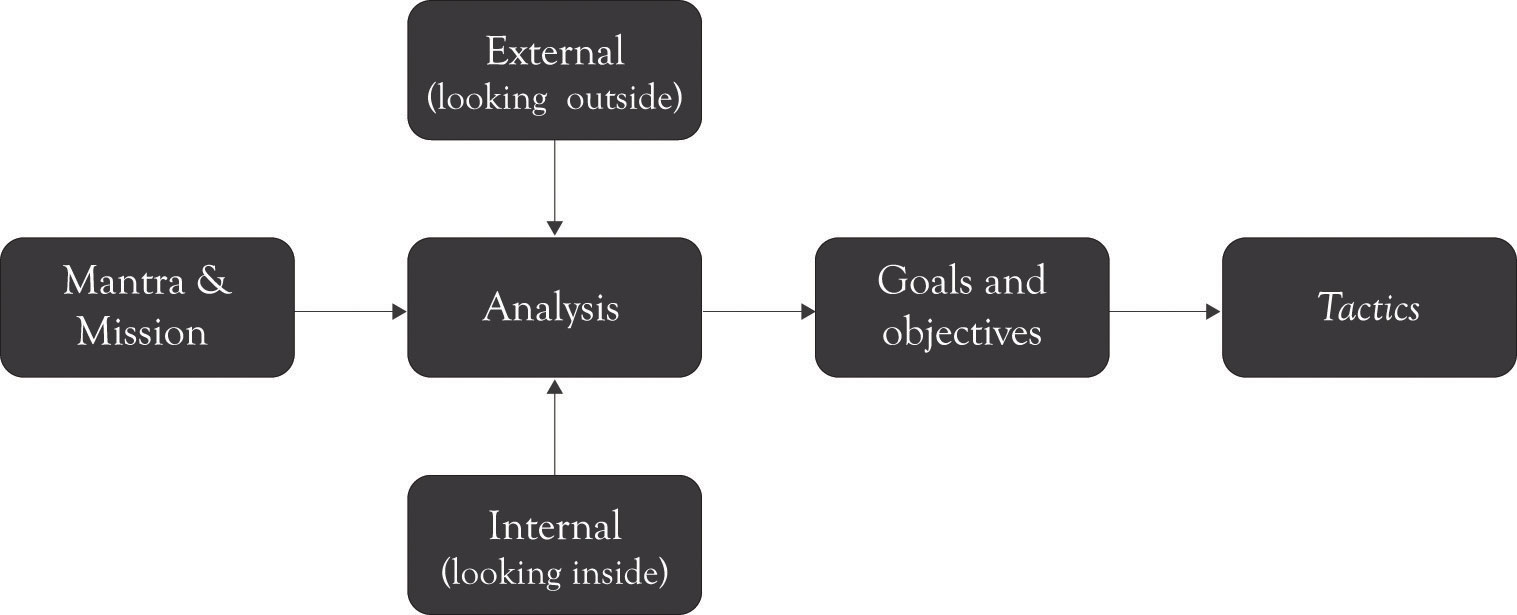 External
(looking outside)
Mantra &
Mission
Analysis
Goals and
objectives
Tactics
Internal
(looking inside)